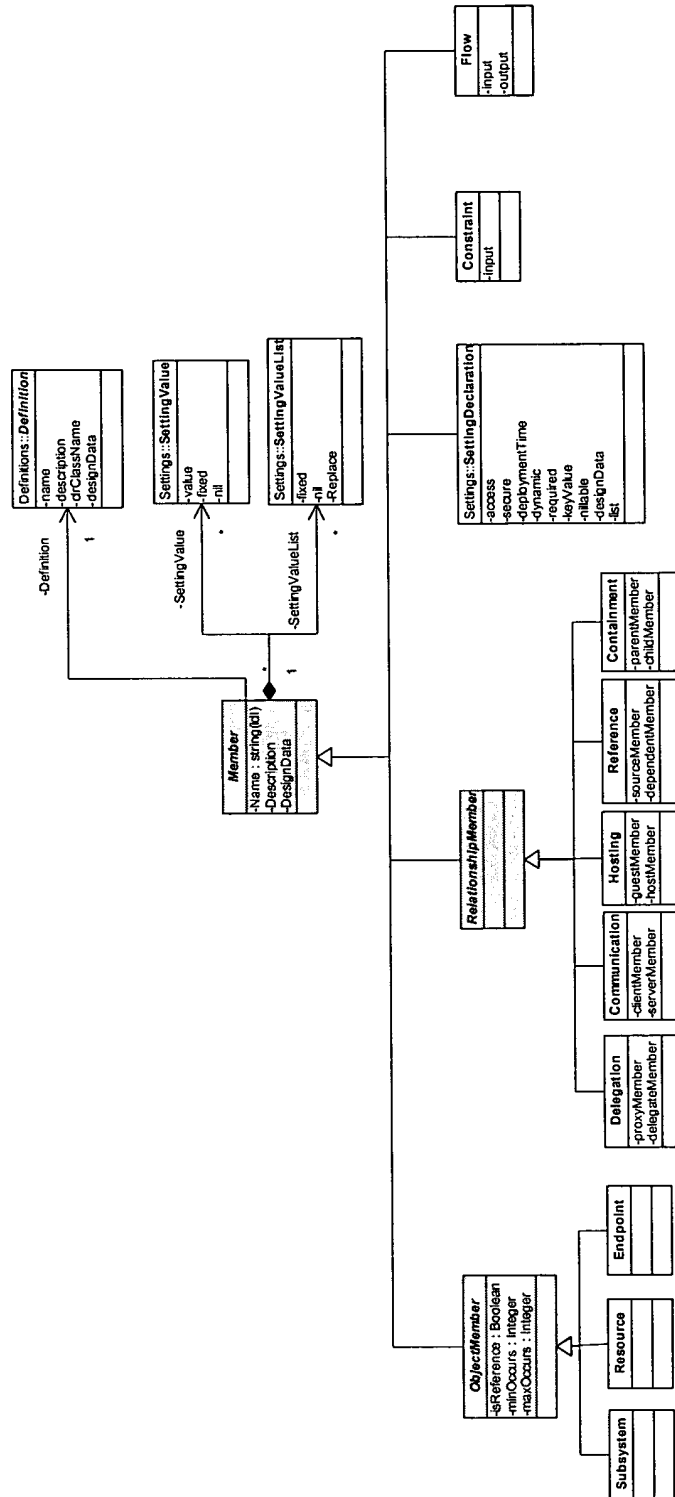 Definitions::Definition
-name
-description
-drClassName
-designData
-Definition
1
Settings::SettingValue
-value
-fixed
-nil
-SettingValue
*
Settings::SettingValueList
-fixed
-nil
-Replace
-SettingValueList
*
*
1
Member
-Name : string(idl)
-Description
-DesignData
ObjectMember
-isReference : Boolean
-minOccurs : Integer
-maxOccurs : Integer
RelationshipMember
Settings::SettingDeclaration
-access
-secure
-deploymentTime
-dynamic
-required
-keyValue
-nillable
-designData
-list
Constraint
-input
Flow
-input
-output
Subsystem
Resource
Endpoint
Delegation
-proxyMember
-delegateMember
Communication
-clientMember
-serverMember
Hosting
-guestMember
-hostMember
Reference
-sourceMember
-dependentMember
Containment
-parentMember
-childMember